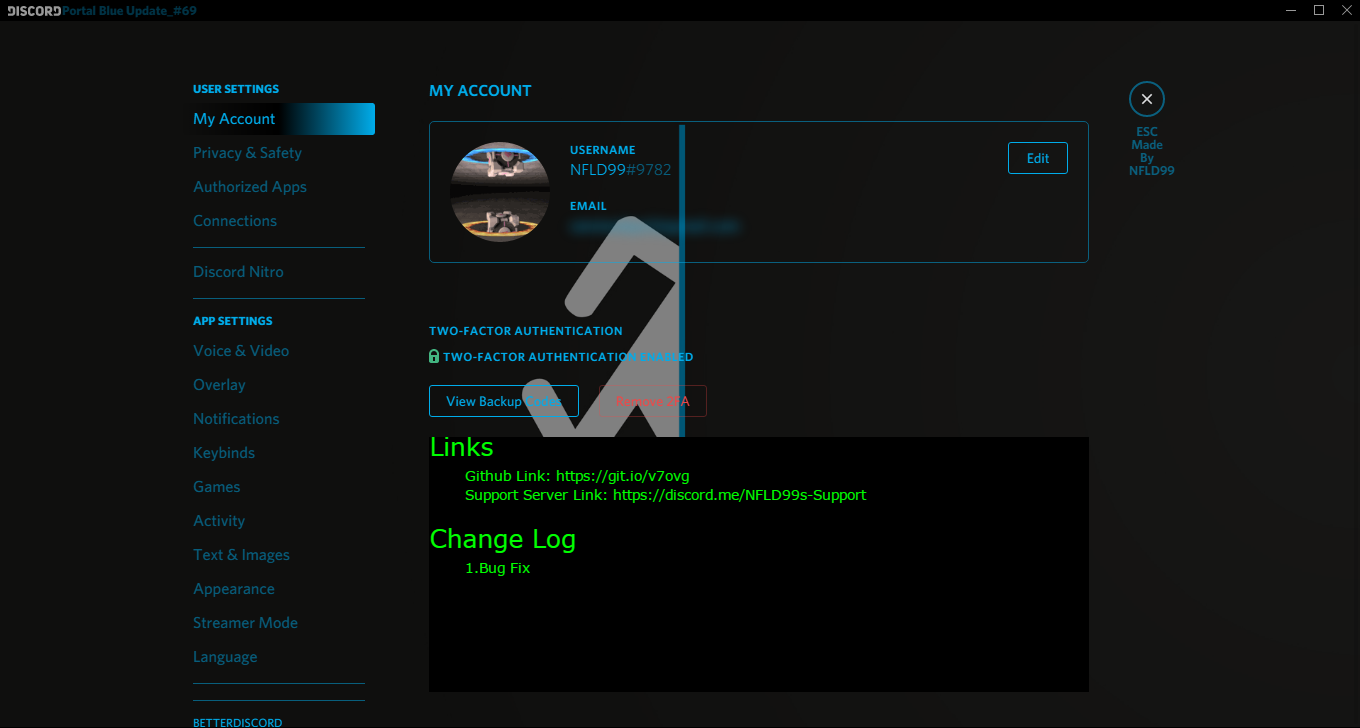 DISCORD Portal Blue Update_#69
USER SETTINGS
My Account
Privacy & Safety
Authorized Apps
Connections
Discord Nitro
APP SETTINGS
Voice & Video
Overlay
Notifications
Keybinds
Games
Activity
Text & Images
Appearance
Streamer Mode
Language
BETTERDISCORD
MY ACCOUNT
USERNAME
NFLD99#9782
EMAIL
Edit
TWO-FACTOR AUTHENTICATION
TWO-FACTOR AUTHENTICATION ENABLED
View Backup Codes
Remove 2FA
Links
Github Link: https://git.io/v7ovg
Support Server Link: https://discord.me/NFLD99s-Support
Change Log
1.Bug Fix
ESC
Made
By
NFLD99